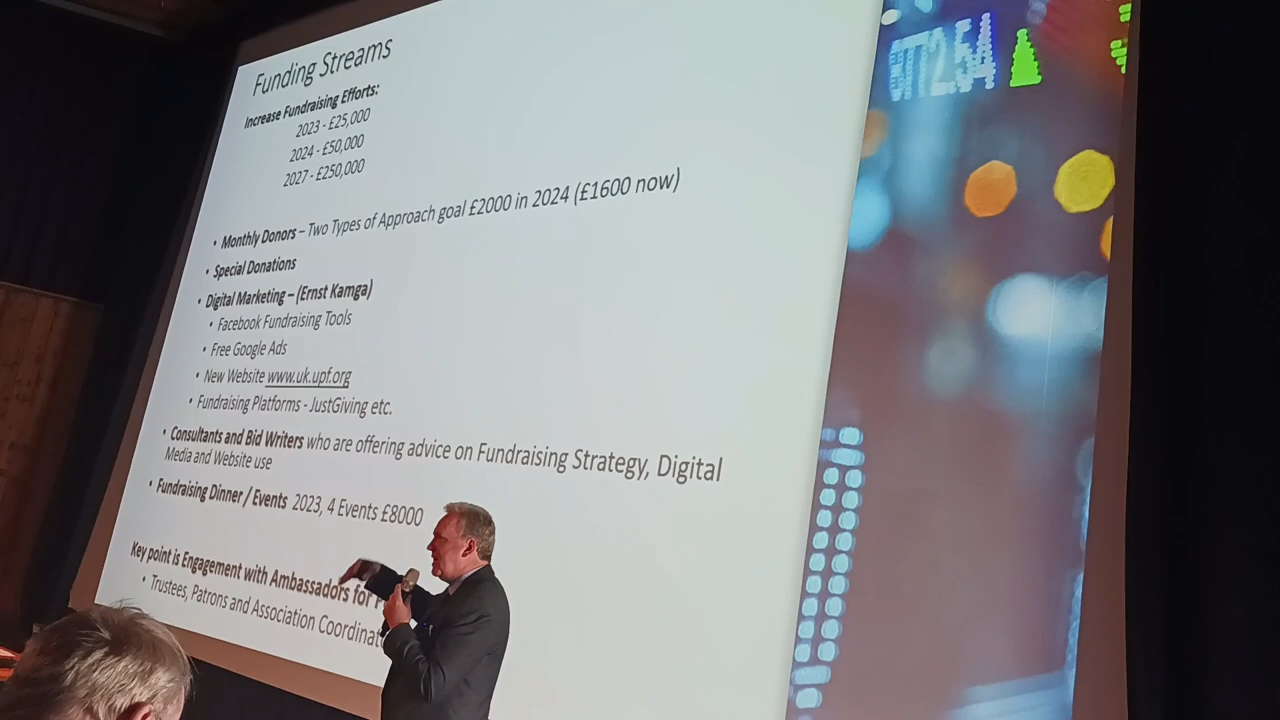 Funding Streams
Increase Fundraising Efforts:
2023 - £25,000
2024 - £50,000
2027 - £250,000
• Monthly Donors – Two Types of Approach goal £2000 in 2024 (£1600 now)
• Special Donations
• Digital Marketing – (Ernst Kamga)
• Facebook Fundraising Tools
• Free Google Ads
• New Website www.uk.upf.org
• Fundraising Platforms - JustGiving etc.
• Consultants and Bid Writers who are offering advice on Fundraising Strategy, Digital
Media and Website use
• Fundraising Dinner / Events 2023, 4 Events £8000
Key point is Engagement with Ambassadors for
• Trustees, Patrons and Association